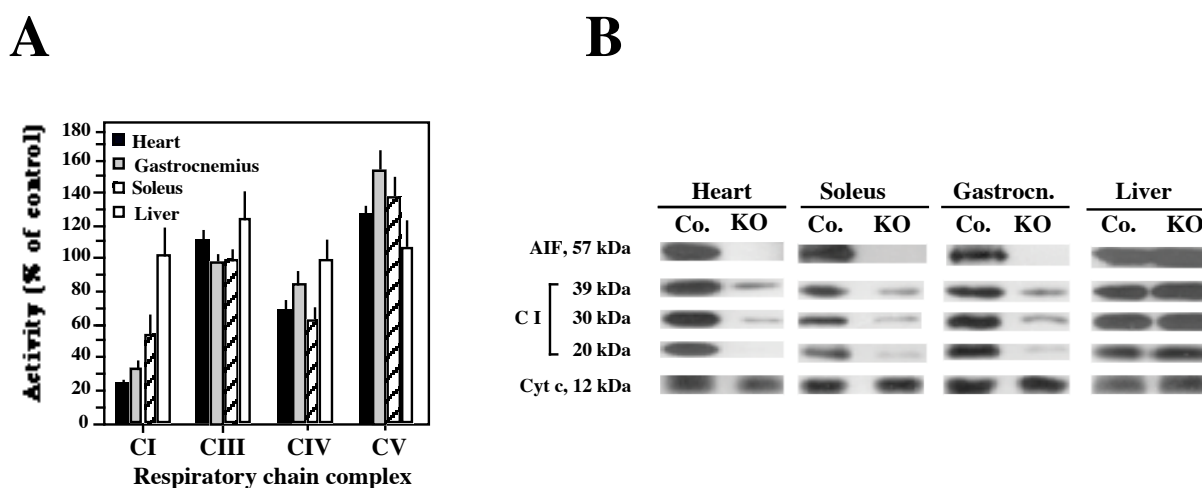 A
B
Activity (% of control)
180
160
140
120
100
80
60
40
20
0
Heart
Gastrocnemius
Soleus
Liver
CI CIII CIV CV
Respiratory chain complex
Heart Soleus Gastrocn. Liver
Co. KO Co. KO Co. KO Co. KO
AIF, 57 kDa
39 kDa
C I 30 kDa
20 kDa
Cyt c, 12 kDa